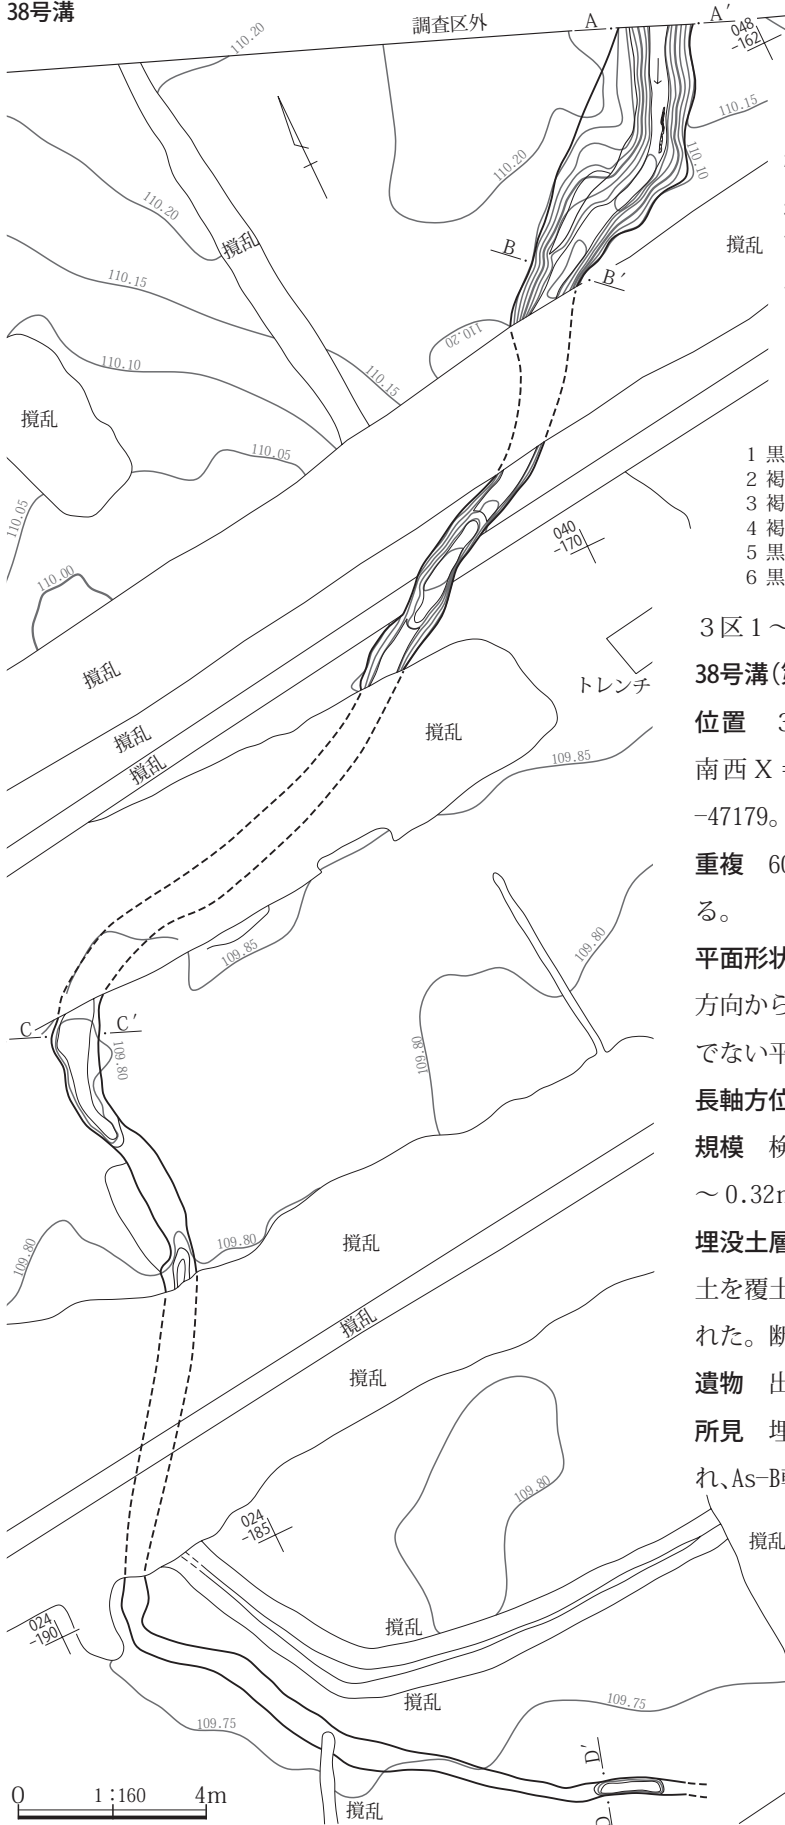 38号溝
調査区外
A
A′
048
-162
110.20
110.15
110.20
110.10
110.20
撹乱
撹乱
B
B′
110.15
110.20
110.10
110.15
撹乱
110.05
110.05
110.00
040
-170
1 黒
2 褐
3 褐
4 褐
5 黒
6 黒
撹乱
撹乱
撹乱
トレンチ
撹乱
109.85
3区1～
38号溝(
位置 3
南西X
-47179。
重複 60
る。
平面形状
方向から
でない平
長軸方位
規模 検
～0.32m
埋没土層
土を覆土
れた。断
遺物 出
所見 埋
れ、As-B
109.85
109.80
C
C′
109.80
109.80
109.80
109.80
撹乱
撹乱
撹乱
109.80
024
-185
撹乱
024
-190
撹乱
撹乱
109.75
109.75
D′
D
撹乱
0
1:160
4m